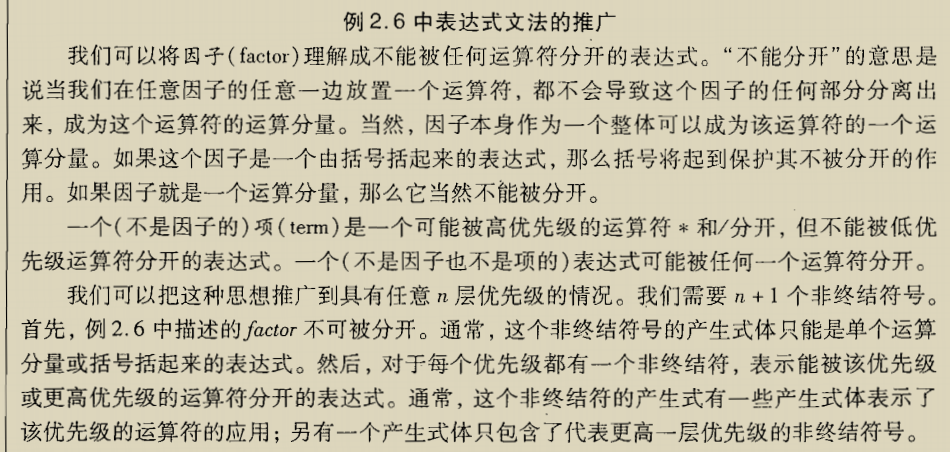 例2.6中表达式文法的推广
我们可以将因子(factor)理解成不能被任何运算符分开的表达式。“不能分开”的意思是
说当我们在任意因子的任意一边放置一个运算符，都不会导致这个因子的任何部分分离出
来，成为这个运算符的运算分量。当然，因子本身作为一个整体可以成为该运算符的一个运
算分量。如果这个因子是一个由括号括起来的表达式，那么括号将起到保护其不被分开的作
用。如果因子就是一个运算分量，那么它当然不能被分开。
一个(不是因子的)项(term)是一个可能被高优先级的运算符 * 和/分开，但不能被低优
先级运算符分开的表达式。一个(不是因子也不是项的)表达式可能被任何一个运算符分开。
我们可以把这种思想推广到具有任意 n 层优先级的情况。我们需要 n + 1 个非终结符号。
首先，例2.6中描述的factor 不可被分开。通常，这个非终结符号的产生式体只能是单个运算
分量或括号括起来的表达式。然后，对于每个优先级都有一个非终结符，表示能被该优先级
或更高优先级的运算符分开的表达式。通常，这个非终结符的产生式有一些产生式体表示了
该优先级的运算符的应用；另有一个产生式体只包含了代表更高一层优先级的非终结符号。